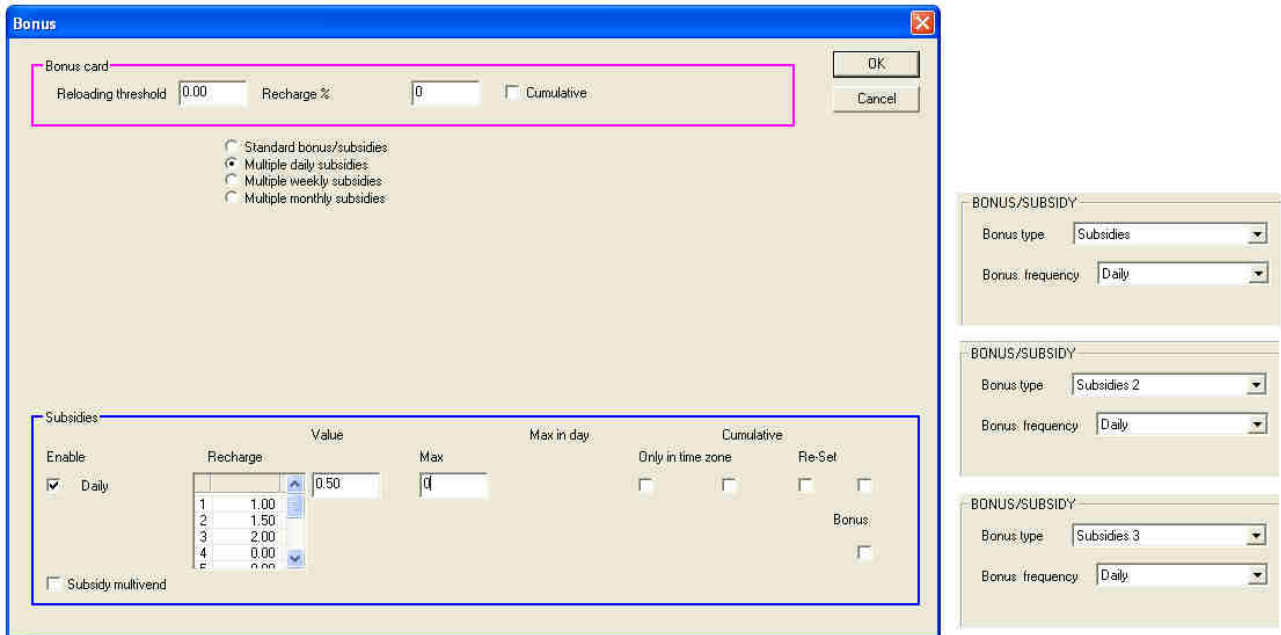 Bonus
Bonus card
Reloading threshold 0.00 Recharge % 0 Cumulative
OK
Cancel
Standard bonus/subsidies
Multiple daily subsidies
Multiple weekly subsidies
Multiple monthly subsidies
Subsidies
Value Max in day Cumulative
Enable Recharge Max Only in time zone Re-Set
Daily 0.50 0
1 1.00
2 1.50
3 2.00
4 0.00
Bonus
Subsidy multivend
BONUS/SUBSIDY
Bonus type Subsidies
Bonus frequency Daily
BONUS/SUBSIDY
Bonus type Subsidies 2
Bonus frequency Daily
BONUS/SUBSIDY
Bonus type Subsidies 3
Bonus frequency Daily